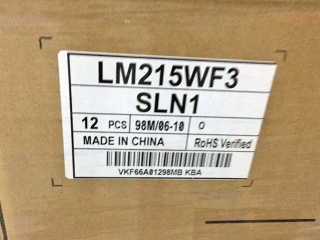 LM215WF3
SLN1
12 PCS 98M/06-10 O
MADE IN CHINA RoHS Verified
VKF66A01298MB KBA